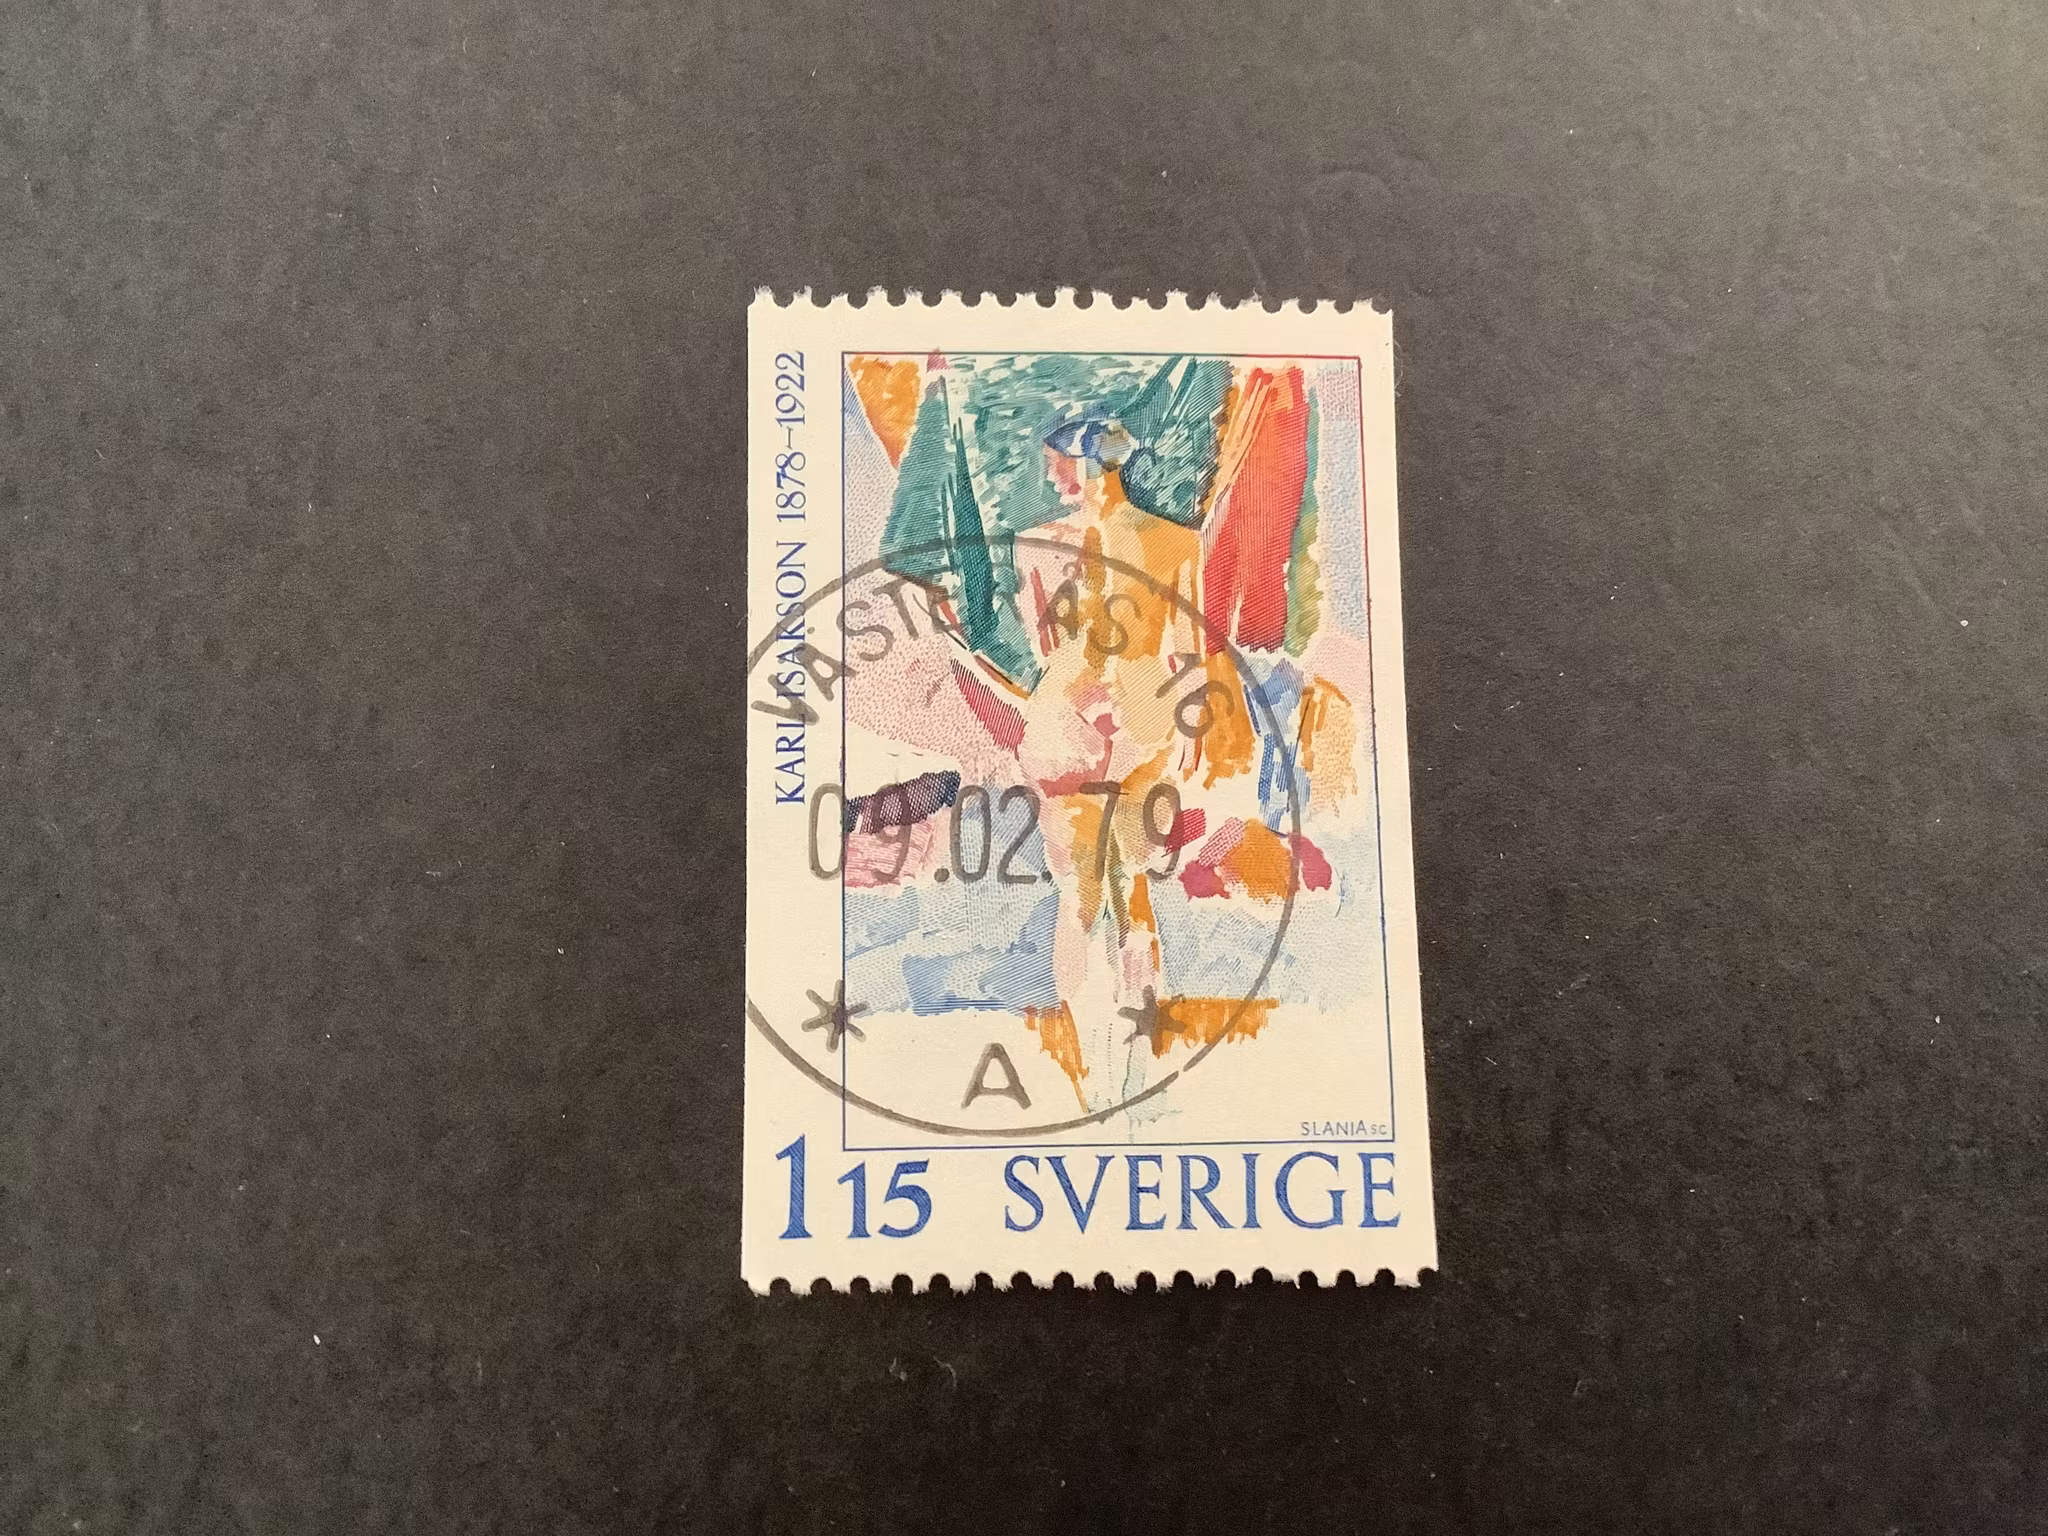 KARL ISAKSON 1878–1922
VÄSTERÅS 16
09.02.79
* A *
SLANIA SC
1 15 SVERIGE